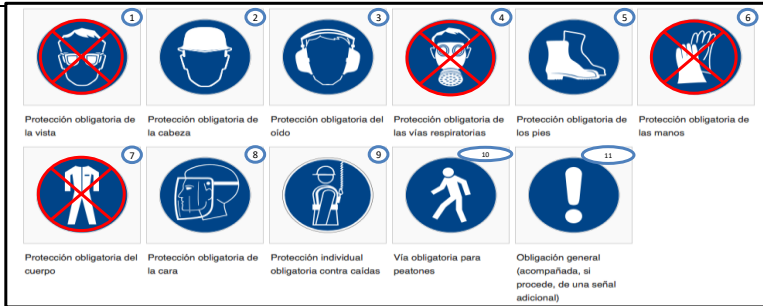 1
2
3
4
5
6
Protección obligatoria de
la vista
Protección obligatoria de
la cabeza
Protección obligatoria del
oído
Protección obligatoria de
las vías respiratorias
Protección obligatoria de
los pies
Protección obligatoria de
las manos
7
8
9
10
11
Protección obligatoria del
cuerpo
Protección obligatoria de
la cara
Protección individual
obligatoria contra caídas
Vía obligatoria para
peatones
Obligación general
(acompañada, si
procede, de una señal
adicional)